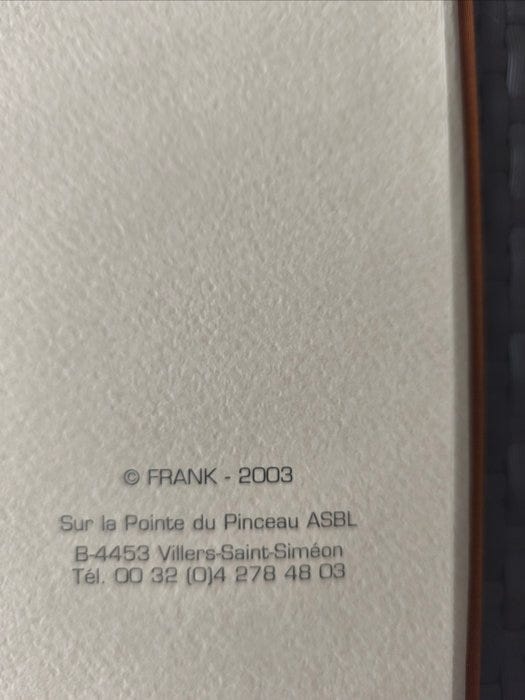 © FRANK - 2003
Sur la Pointe du Pinceau ASBL
B-4453 Villers-Saint-Siméon
Tél. 00 32 (0)4 278 48 03